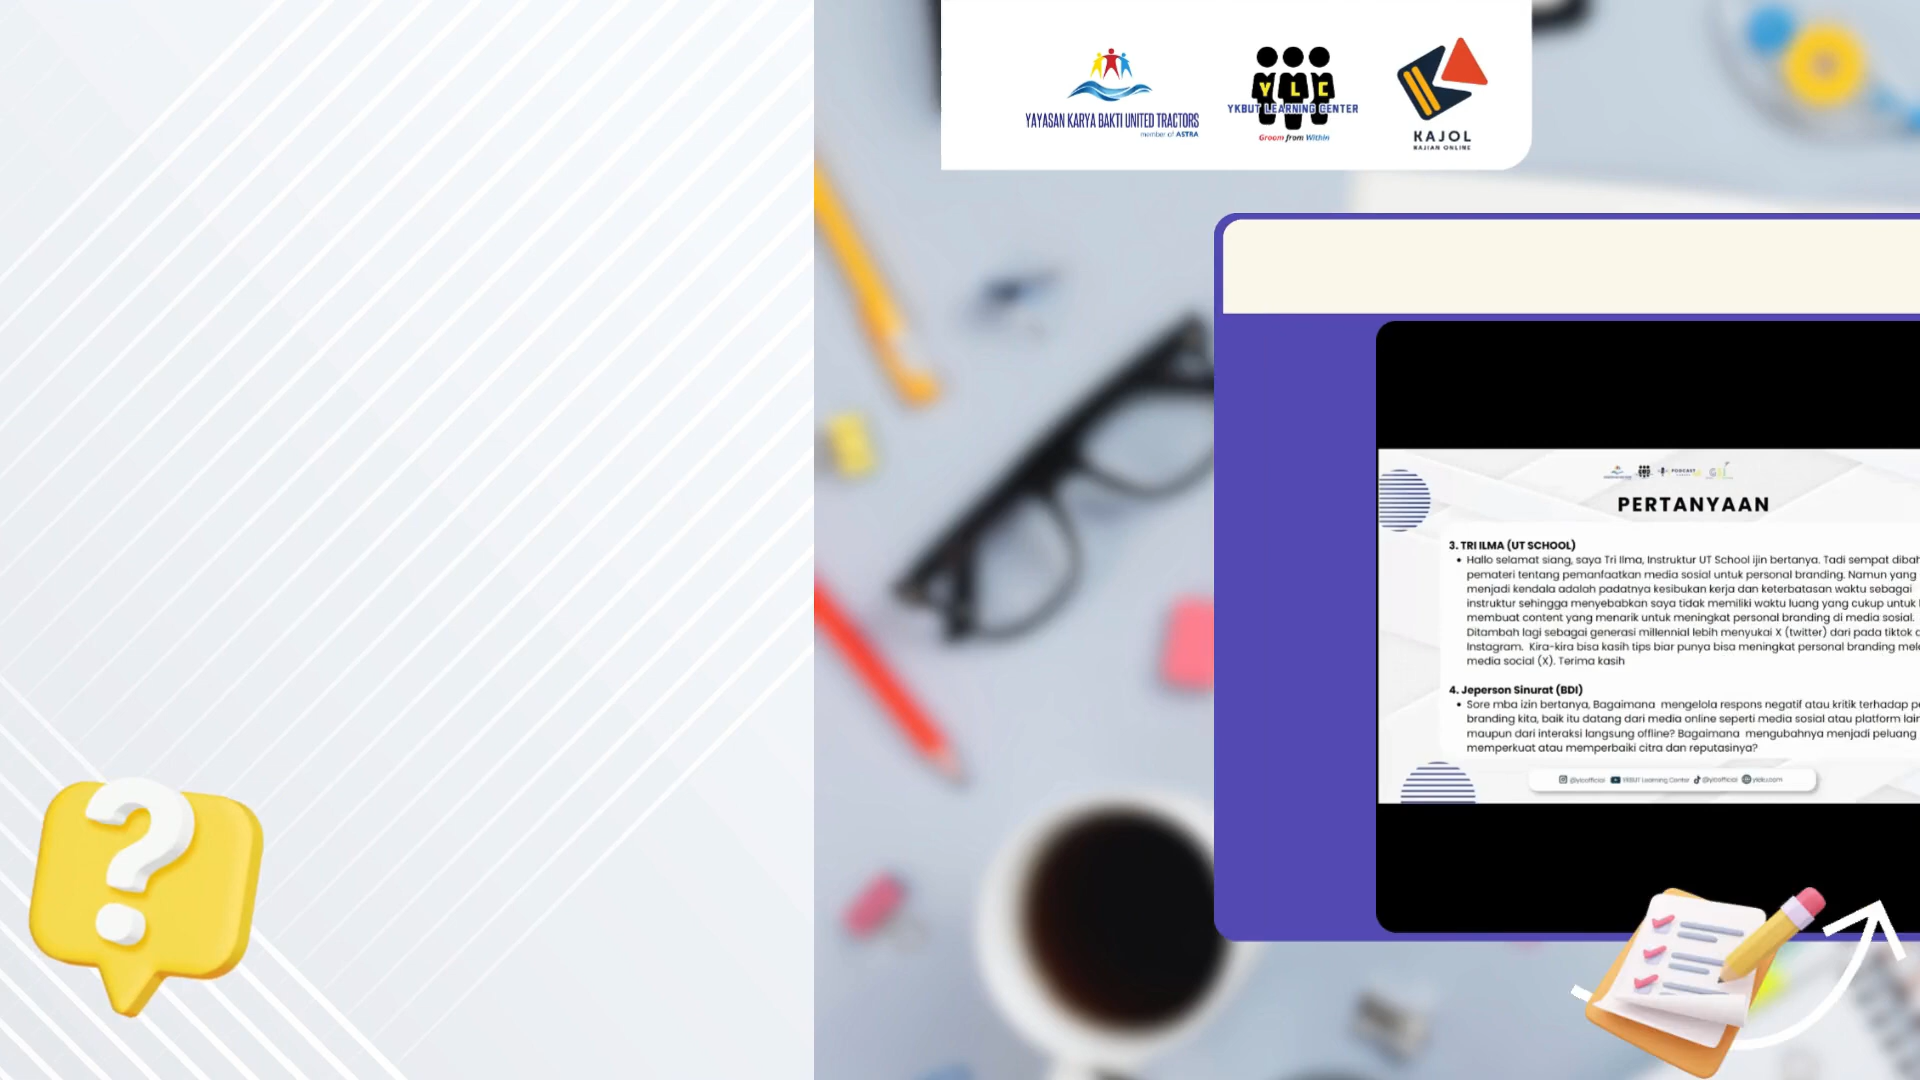 YAYASAN KARYA BAKTI UNITED TRACTORS
member of ASTRA
Y L C
YKBUT LEARNING CENTER
Groom from Within
KAJOL
KAJIAN ONLINE
PODCAST
PERTANYAAN
3. TRI ILMA (UT SCHOOL)
• Hallo selamat siang, saya Tri Ilma, Instruktur UT School ijin bertanya. Tadi sempat dibah
pemateri tentang pemanfaatkan media sosial untuk personal branding. Namun yang
menjadi kendala adalah padatnya kesibukan kerja dan keterbatasan waktu sebagai
instruktur sehingga menyebabkan saya tidak memiliki waktu luang yang cukup untuk
membuat content yang menarik untuk meningkat personal branding di media sosial.
Ditambah lagi sebagai generasi millennial lebih menyukai X (twitter) dari pada tiktok
Instagram. Kira-kira bisa kasih tips biar punya bisa meningkat personal branding mel
media social (X). Terima kasih
4. Jeperson Sinurat (BDI)
• Sore mba izin bertanya, Bagaimana mengelola respons negatif atau kritik terhadap
branding kita, baik itu datang dari media online seperti media sosial atau platform lain
maupun dari interaksi langsung offline? Bagaimana mengubahnya menjadi peluang
memperkuat atau memperbaiki citra dan reputasinya?
@ylcofficial YKBUT Learning Center @ylcofficial